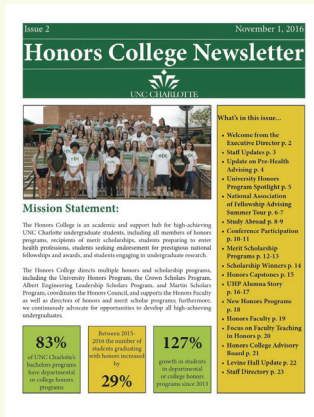 Issue 2
November 1, 2016
Honors College Newsletter
UNC CHARLOTTE
Mission Statement:
The Honors College is an academic and support hub for high-achieving
UNC Charlotte undergraduate students, including all members of honors
programs, recipients of merit scholarships, students preparing to enter
health professions, students seeking endorsement for prestigious national
fellowships and awards, and students engaging in undergraduate research.
The Honors College directs multiple honors and scholarship programs,
including the University Honors Program, the Crown Scholars Program,
Albert Engineering Leadership Scholars Program, and Martin Scholars
Program, coordinates the Honors Council, and supports the Honors Faculty
as well as directors of honors and merit scholar programs; furthermore,
we continuously advocate for opportunities to develop all high-achieving
undergraduates.
83%
of UNC Charlotte's
bachelors programs
have departmental
or college honors
programs
Between 2015-
2016 the number of
students graduating
with honors increased
by
29%
127%
growth in students
in departmental
or college honors
programs since 2013
What's in this issue...
• Welcome from the
Executive Director p. 2
• Staff Updates p. 3
• Update on Pre-Health
Advising p. 4
• University Honors
Program Spotlight p. 5
• National Association
of Fellowship Advising
Summer Tour p. 6-7
• Study Abroad p. 8-9
• Conference Participation
p. 10-11
• Merit Scholarship
Programs p. 12-13
• Scholarship Winners p. 14
• Honors Capstones p. 15
• UHP Alumni Story
p. 16-17
• New Honors Programs
p. 18
• Honors Faculty p. 19
• Focus on Faculty Teaching
in Honors p. 20
• Honors College Advisory
Board p. 21
• Levine Hall Update p. 22
• Staff Directory p. 23